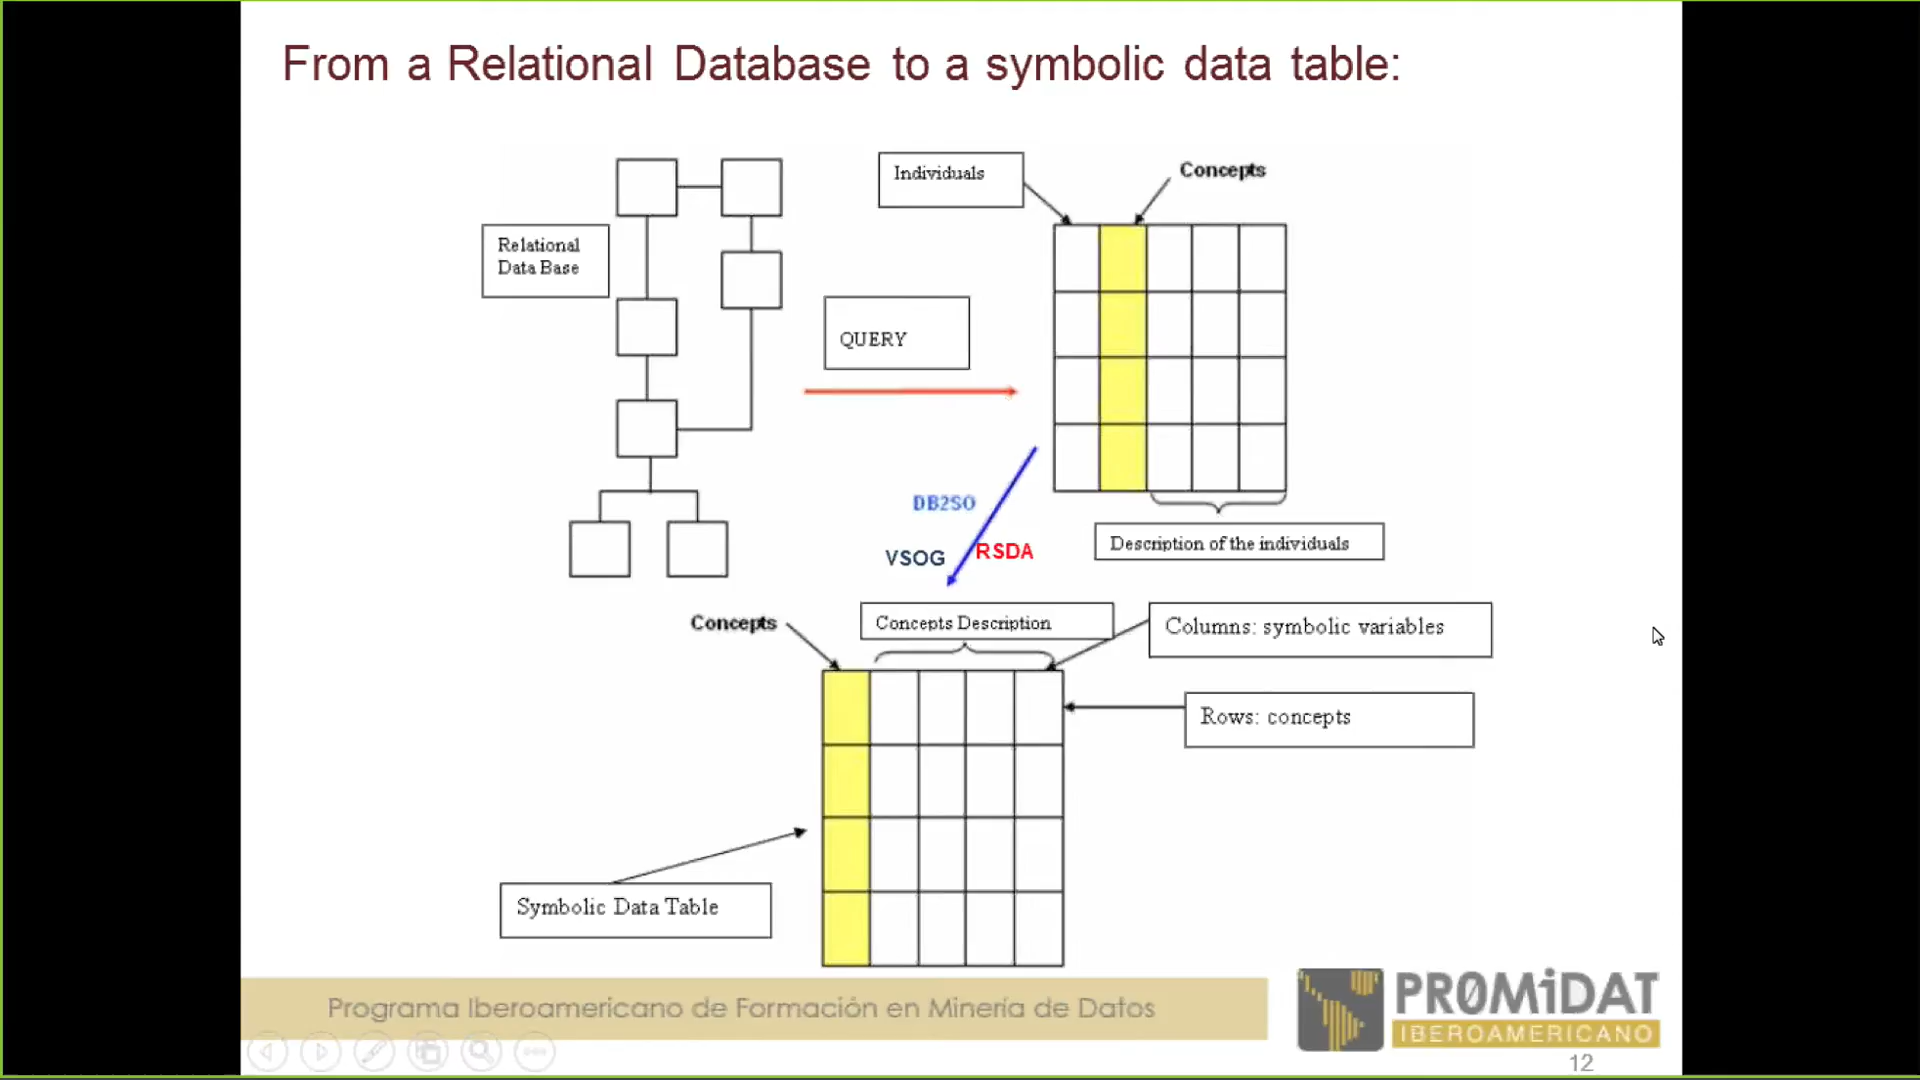 From a Relational Database to a symbolic data table:
Individuals
Concepts
Relational
Data Base
QUERY
DB2SO
VSOG
RSDA
Description of the individuals
Concepts
Concepts Description
Columns: symbolic variables
Rows: concepts
Symbolic Data Table
Programa Iberoamericano de Formación en Minería de Datos
PR0MiDAT
IBEROAMERICANO
12